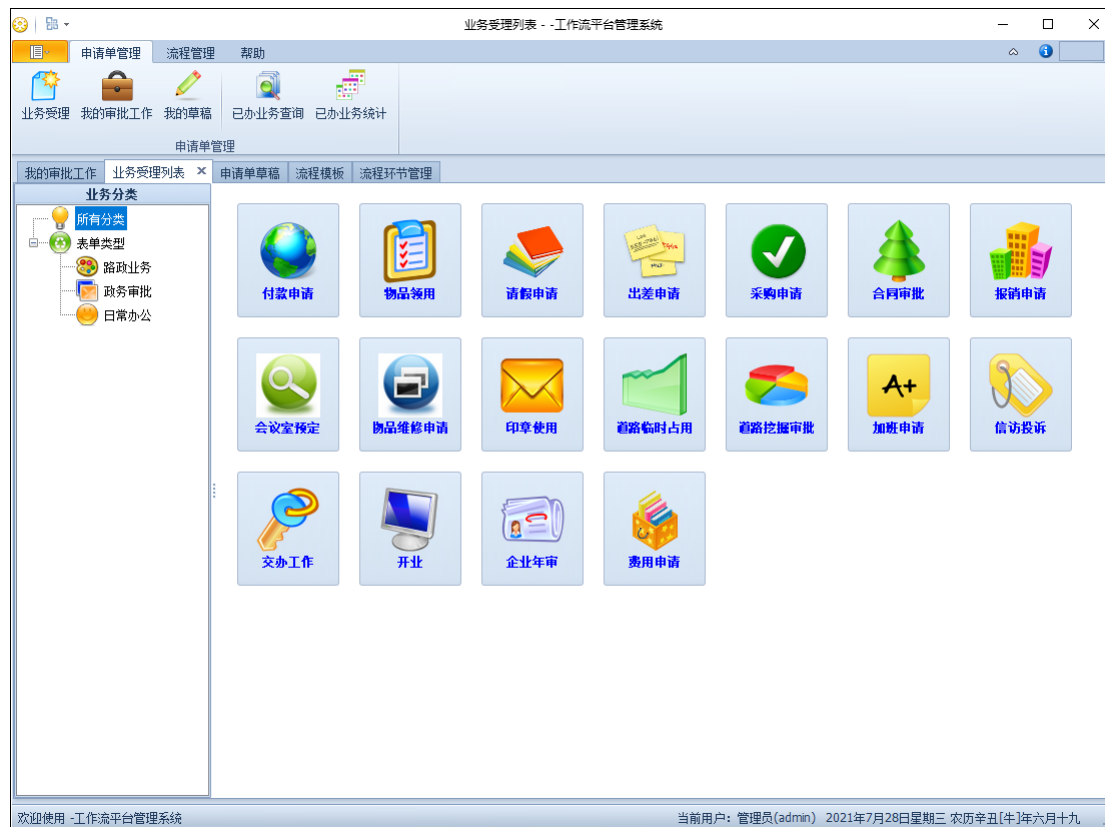 业务受理列表 - -工作流平台管理系统
申请单管理 流程管理 帮助
业务受理 我的审批工作 我的草稿 已办业务查询 已办业务统计
申请单管理
我的审批工作 业务受理列表 申请单草稿 流程模板 流程环节管理
业务分类
所有分类
表单类型
路政业务
政务审批
日常办公
付款申请 物品领用 请假申请 出差申请 采购申请 合同审批 报销申请
A+
会议室预定 物品维修申请 印章使用 道路临时占用 道路挖掘审批 加班申请 信访投诉
交办工作 开业 企业年审 费用申请
欢迎使用 -工作流平台管理系统 当前用户: 管理员(admin) 2021年7月28日星期三 农历辛丑[牛]年六月十九